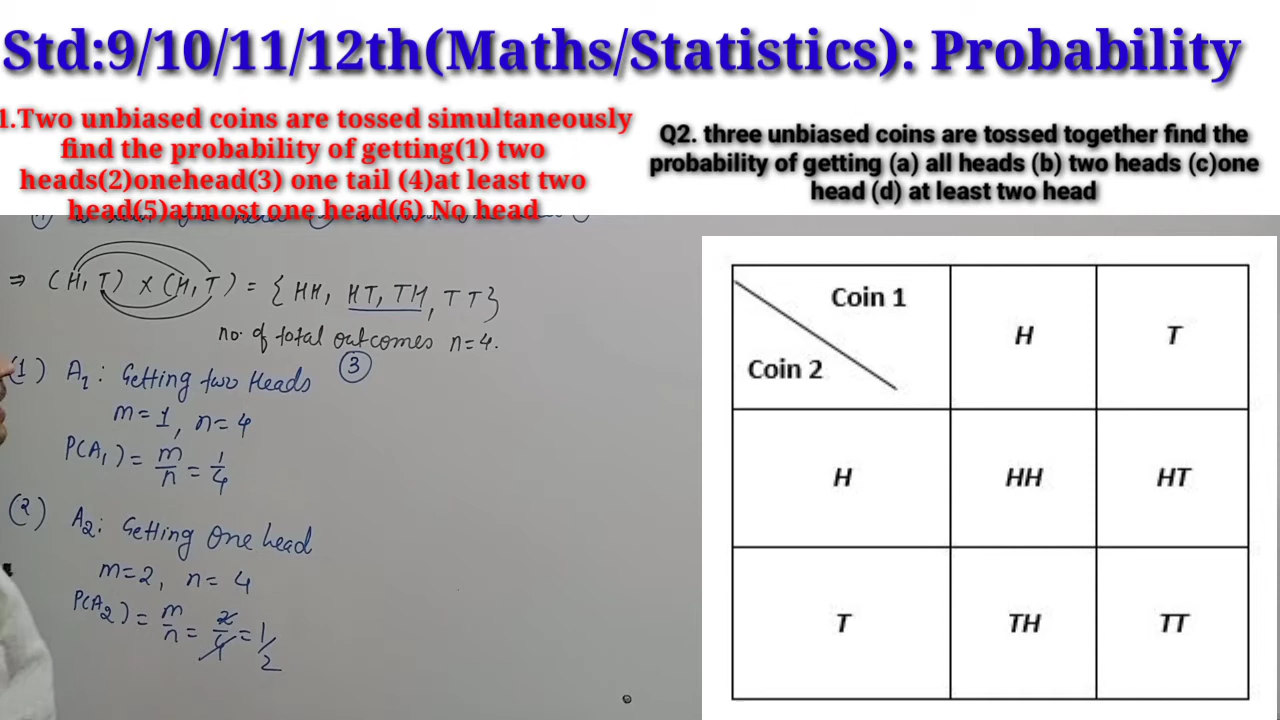 Std:9/10/11/12th(Maths/Statistics): Probability
1.Two unbiased coins are tossed simultaneously
find the probability of getting(1) two
heads(2)onehead(3) one tail (4)at least two
head(5)atmost one head(6) No head
Q2. three unbiased coins are tossed together find the
probability of getting (a) all heads (b) two heads (c)one
head (d) at least two head
⇒ (H, T) × (H, T) = { HH, HT, TH, TT}
no. of total outcomes n=4.
(1) A1: Getting two Heads
m=1, n=4
P(A1) = m/n = 1/4
(2) A2: Getting One head
m=2, n=4
P(A2) = m/n = 2/4 = 1/2
3
Coin 1
Coin 2
H T
H HH HT
T TH TT